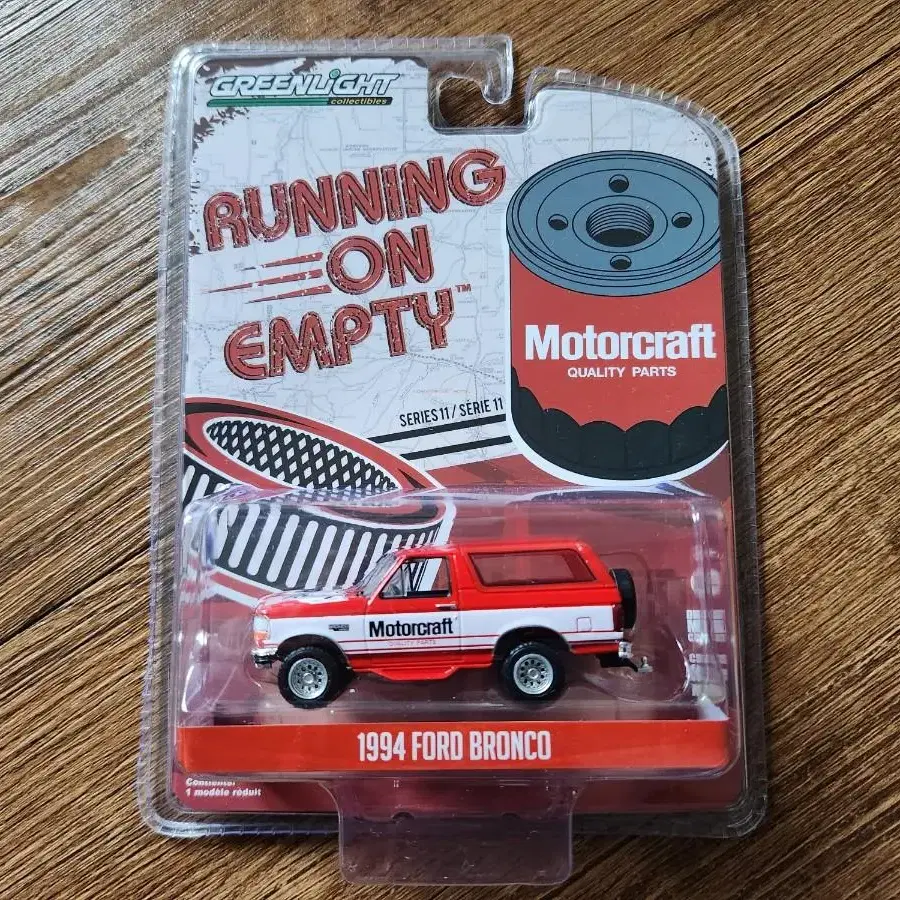 GREENLIGHT
collectibles
RUNNING
ON
EMPTY™
Motorcraft
QUALITY PARTS
SERIES 11 / SÉRIE 11
Motorcraft
QUALITY PARTS
1994 FORD BRONCO
1 modèle réduit